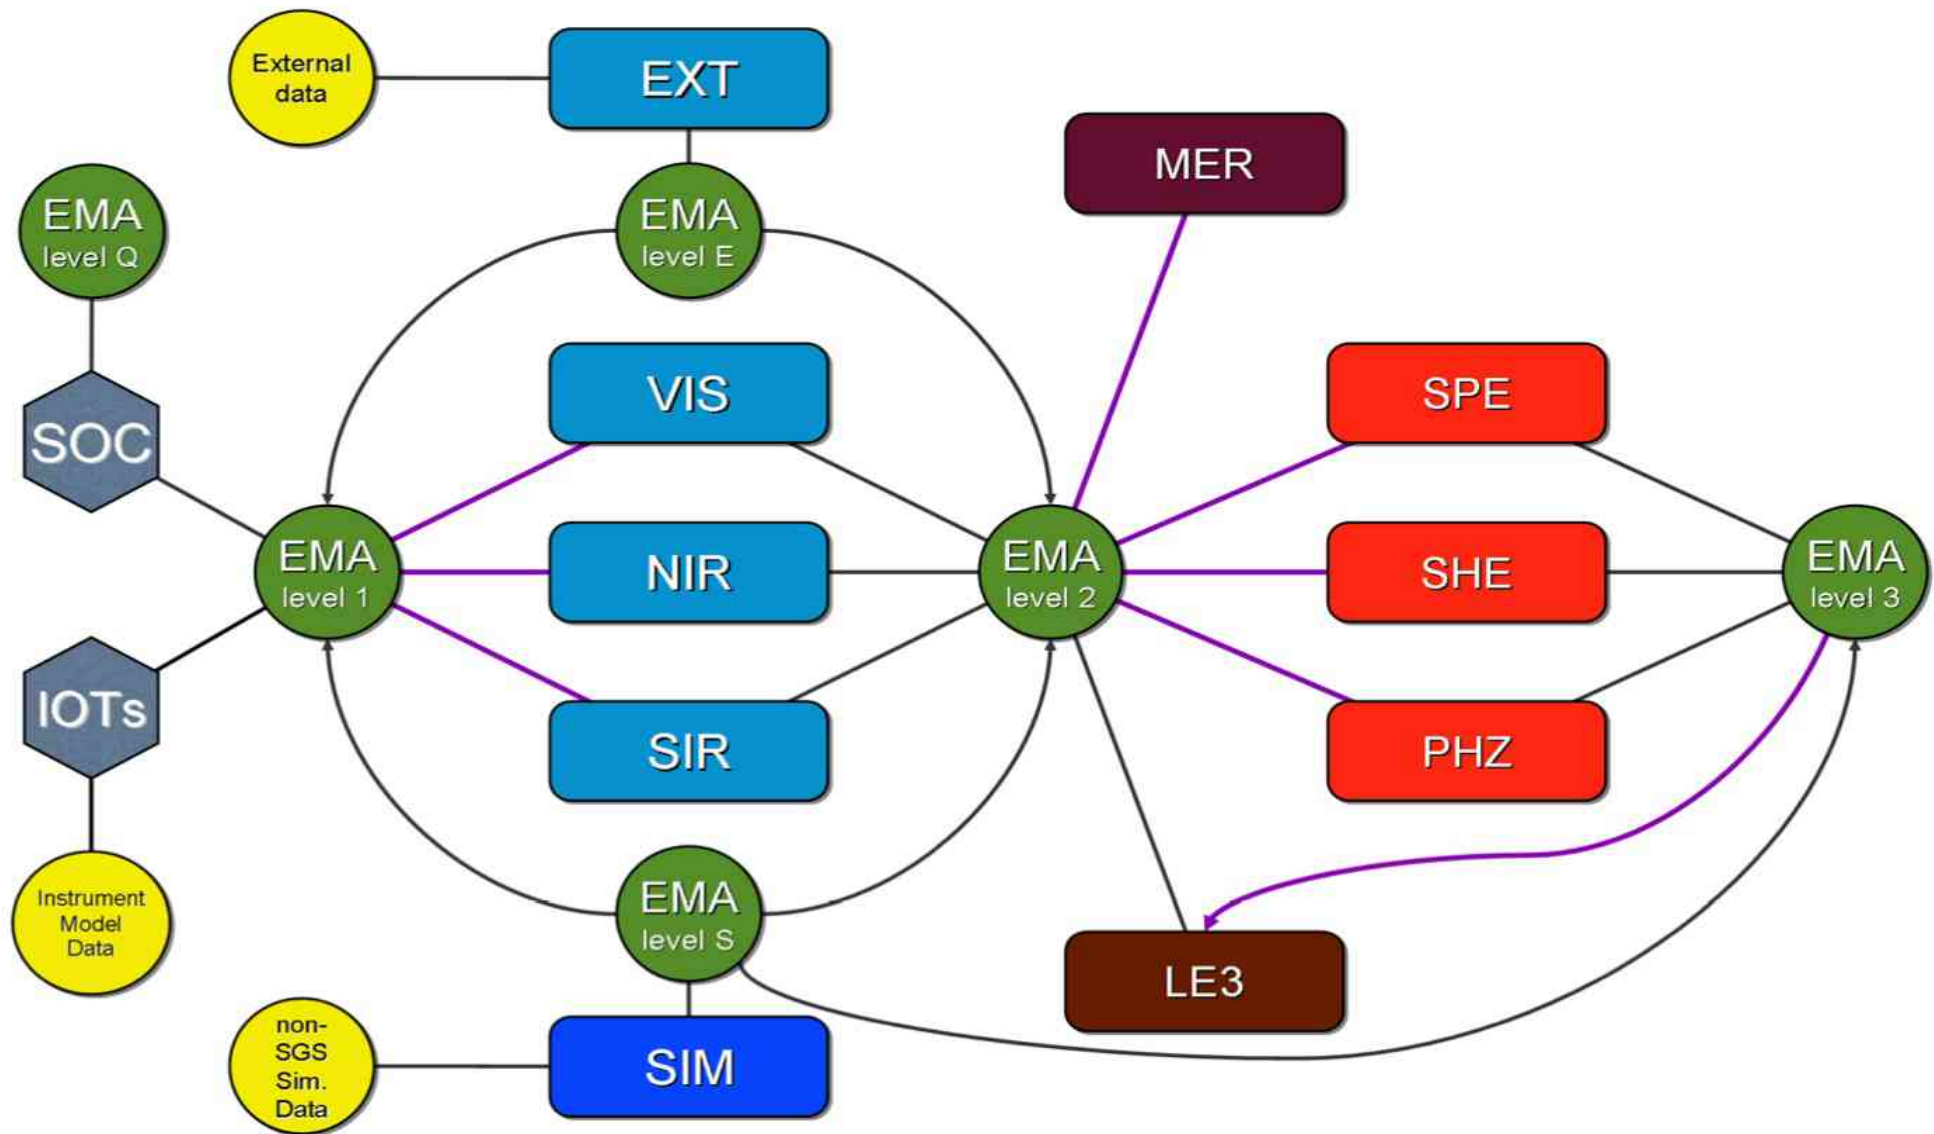 External
data
EXT
MER
EMA
level Q
EMA
level E
VIS
SPE
SOC
EMA
level 1
NIR
EMA
level 2
SHE
EMA
level 3
IOTs
SIR
PHZ
Instrument
Model
Data
EMA
level S
LE3
non-
SGS
Sim.
Data
SIM